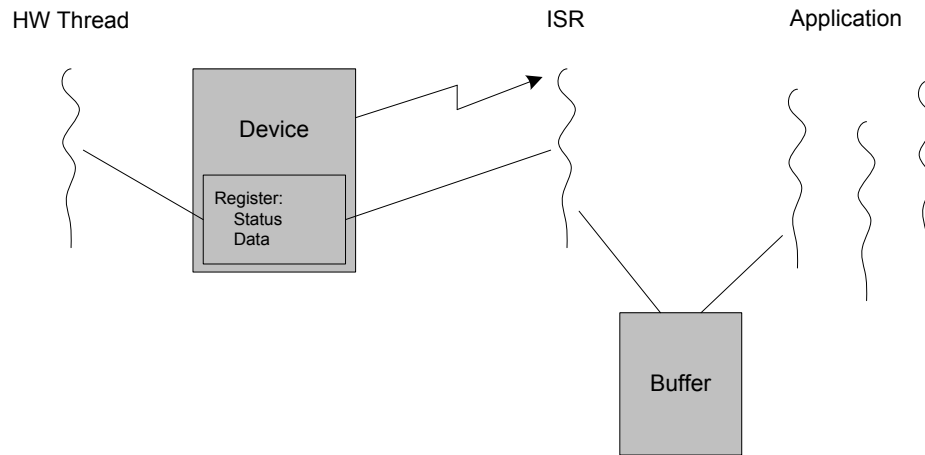 HW Thread
ISR
Application
Device
Register:
Status
Data
Buffer